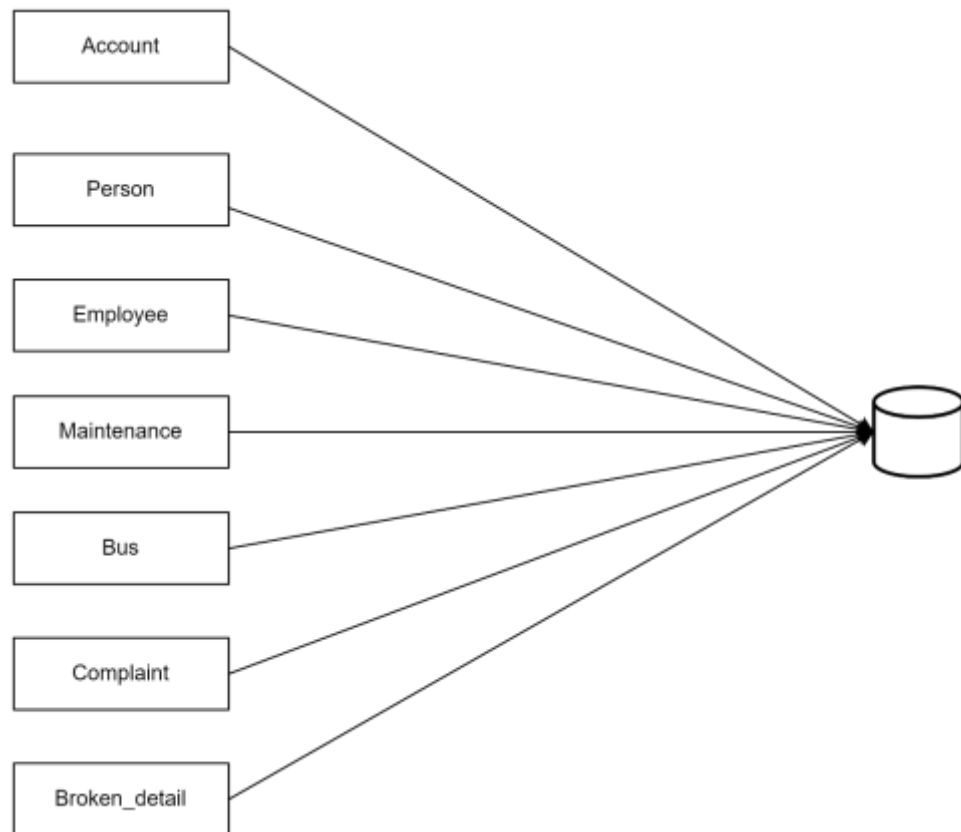 Account
Person
Employee
Maintenance
Bus
Complaint
Broken_detail